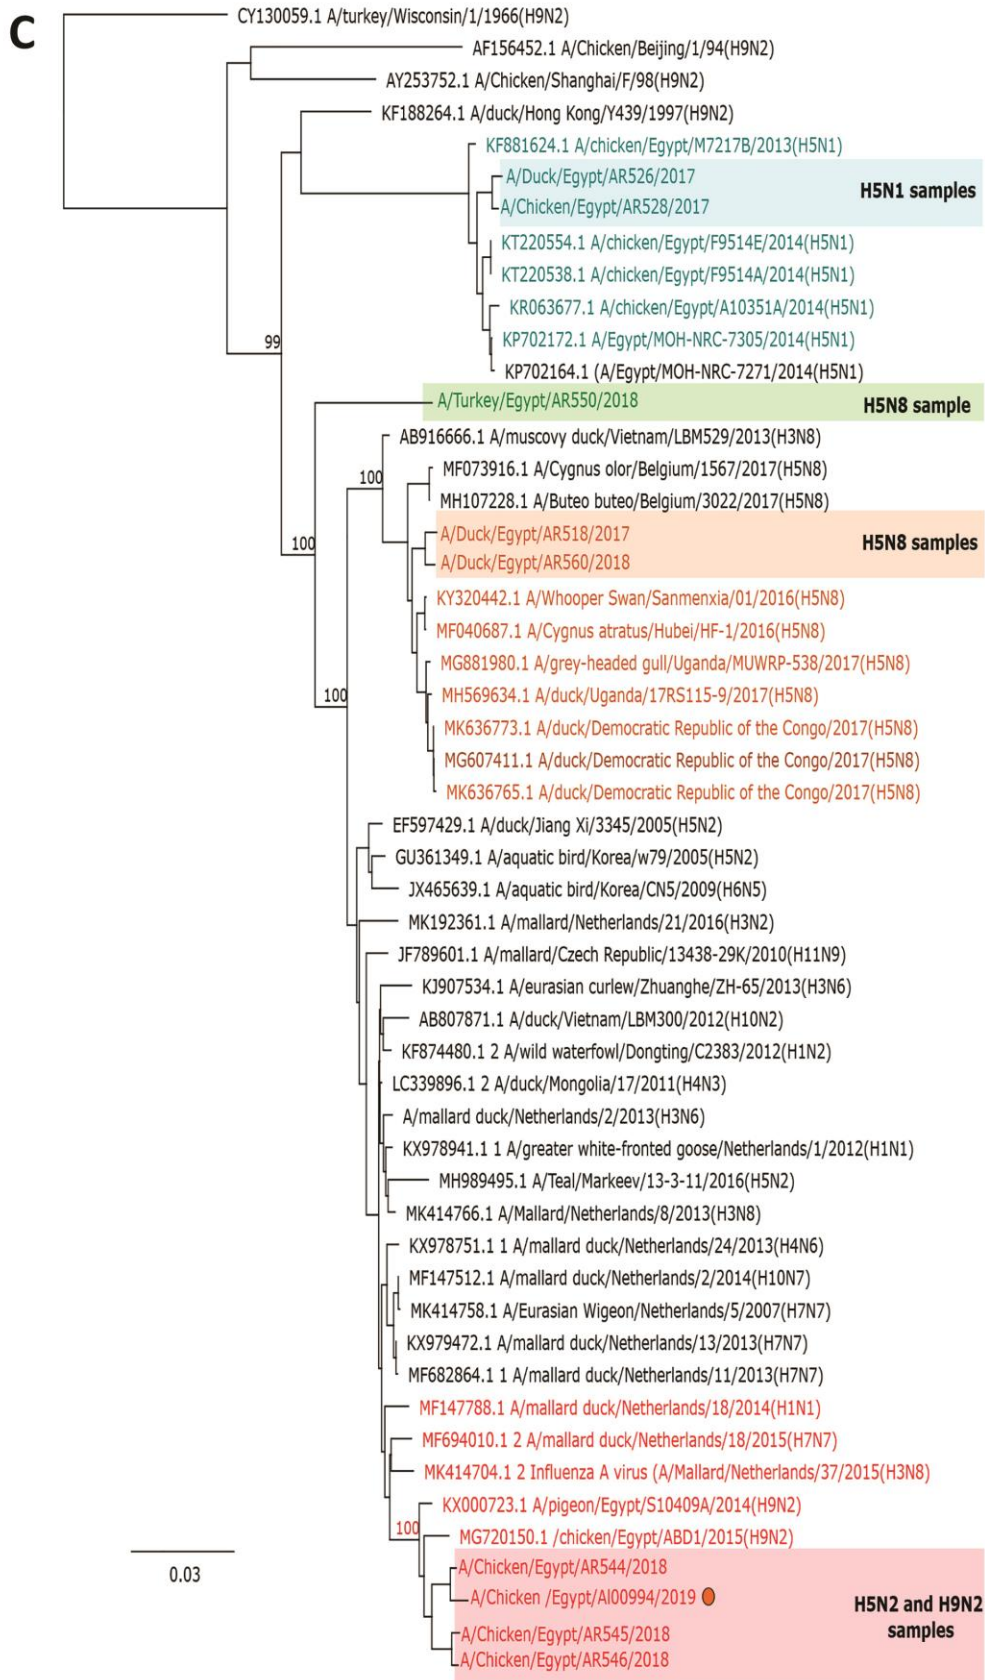 C
CY130059.1 A/turkey/Wisconsin/1/1966(H9N2)
AF156452.1 A/Chicken/Beijing/1/94(H9N2)
AY253752.1 A/Chicken/Shanghai/F/98(H9N2)
KF188264.1 A/duck/Hong Kong/Y439/1997(H9N2)
KF881624.1 A/chicken/Egypt/M7217B/2013(H5N1)
A/Duck/Egypt/AR526/2017
H5N1 samples
A/Chicken/Egypt/AR528/2017
KT220554.1 A/chicken/Egypt/F9514E/2014(H5N1)
KT220538.1 A/chicken/Egypt/F9514A/2014(H5N1)
KR063677.1 A/chicken/Egypt/A10351A/2014(H5N1)
99
KP702172.1 A/Egypt/MOH-NRC-7305/2014(H5N1)
KP702164.1 (A/Egypt/MOH-NRC-7271/2014(H5N1)
A/Turkey/Egypt/AR550/2018
H5N8 sample
AB916666.1 A/muscovy duck/Vietnam/LBM529/2013(H3N8)
MF073916.1 A/Cygnus olor/Belgium/1567/2017(H5N8)
100
MH107228.1 A/Buteo buteo/Belgium/3022/2017(H5N8)
A/Duck/Egypt/AR518/2017
H5N8 samples
100
A/Duck/Egypt/AR560/2018
KY320442.1 A/Whooper Swan/Sanmenxia/01/2016(H5N8)
MF040687.1 A/Cygnus atratus/Hubei/HF-1/2016(H5N8)
MG881980.1 A/grey-headed gull/Uganda/MUWRP-538/2017(H5N8)
100
MH569634.1 A/duck/Uganda/17RS115-9/2017(H5N8)
MK636773.1 A/duck/Democratic Republic of the Congo/2017(H5N8)
MG607411.1 A/duck/Democratic Republic of the Congo/2017(H5N8)
MK636765.1 A/duck/Democratic Republic of the Congo/2017(H5N8)
EF597429.1 A/duck/Jiang Xi/3345/2005(H5N2)
GU361349.1 A/aquatic bird/Korea/w79/2005(H5N2)
JX465639.1 A/aquatic bird/Korea/CN5/2009(H6N5)
MK192361.1 A/mallard/Netherlands/21/2016(H3N2)
JF789601.1 A/mallard/Czech Republic/13438-29K/2010(H11N9)
KJ907534.1 A/eurasian curlew/Zhuanghe/ZH-65/2013(H3N6)
AB807871.1 A/duck/Vietnam/LBM300/2012(H10N2)
KF874480.1 2 A/wild waterfowl/Dongting/C2383/2012(H1N2)
LC339896.1 2 A/duck/Mongolia/17/2011(H4N3)
A/mallard duck/Netherlands/2/2013(H3N6)
KX978941.1 1 A/greater white-fronted goose/Netherlands/1/2012(H1N1)
MH989495.1 A/Teal/Markeev/13-3-11/2016(H5N2)
MK414766.1 A/Mallard/Netherlands/8/2013(H3N8)
KX978751.1 1 A/mallard duck/Netherlands/24/2013(H4N6)
MF147512.1 A/mallard duck/Netherlands/2/2014(H10N7)
MK414758.1 A/Eurasian Wigeon/Netherlands/5/2007(H7N7)
KX979472.1 A/mallard duck/Netherlands/13/2013(H7N7)
MF682864.1 1 A/mallard duck/Netherlands/11/2013(H7N7)
MF147788.1 A/mallard duck/Netherlands/18/2014(H1N1)
MF694010.1 2 A/mallard duck/Netherlands/18/2015(H7N7)
MK414704.1 2 Influenza A virus (A/Mallard/Netherlands/37/2015(H3N8)
KX000723.1 A/pigeon/Egypt/S10409A/2014(H9N2)
100
MG720150.1 /chicken/Egypt/ABD1/2015(H9N2)
A/Chicken/Egypt/AR544/2018
0.03
A/Chicken /Egypt/Al00994/2019
H5N2 and H9N2
samples
A/Chicken/Egypt/AR545/2018
A/Chicken/Egypt/AR546/2018